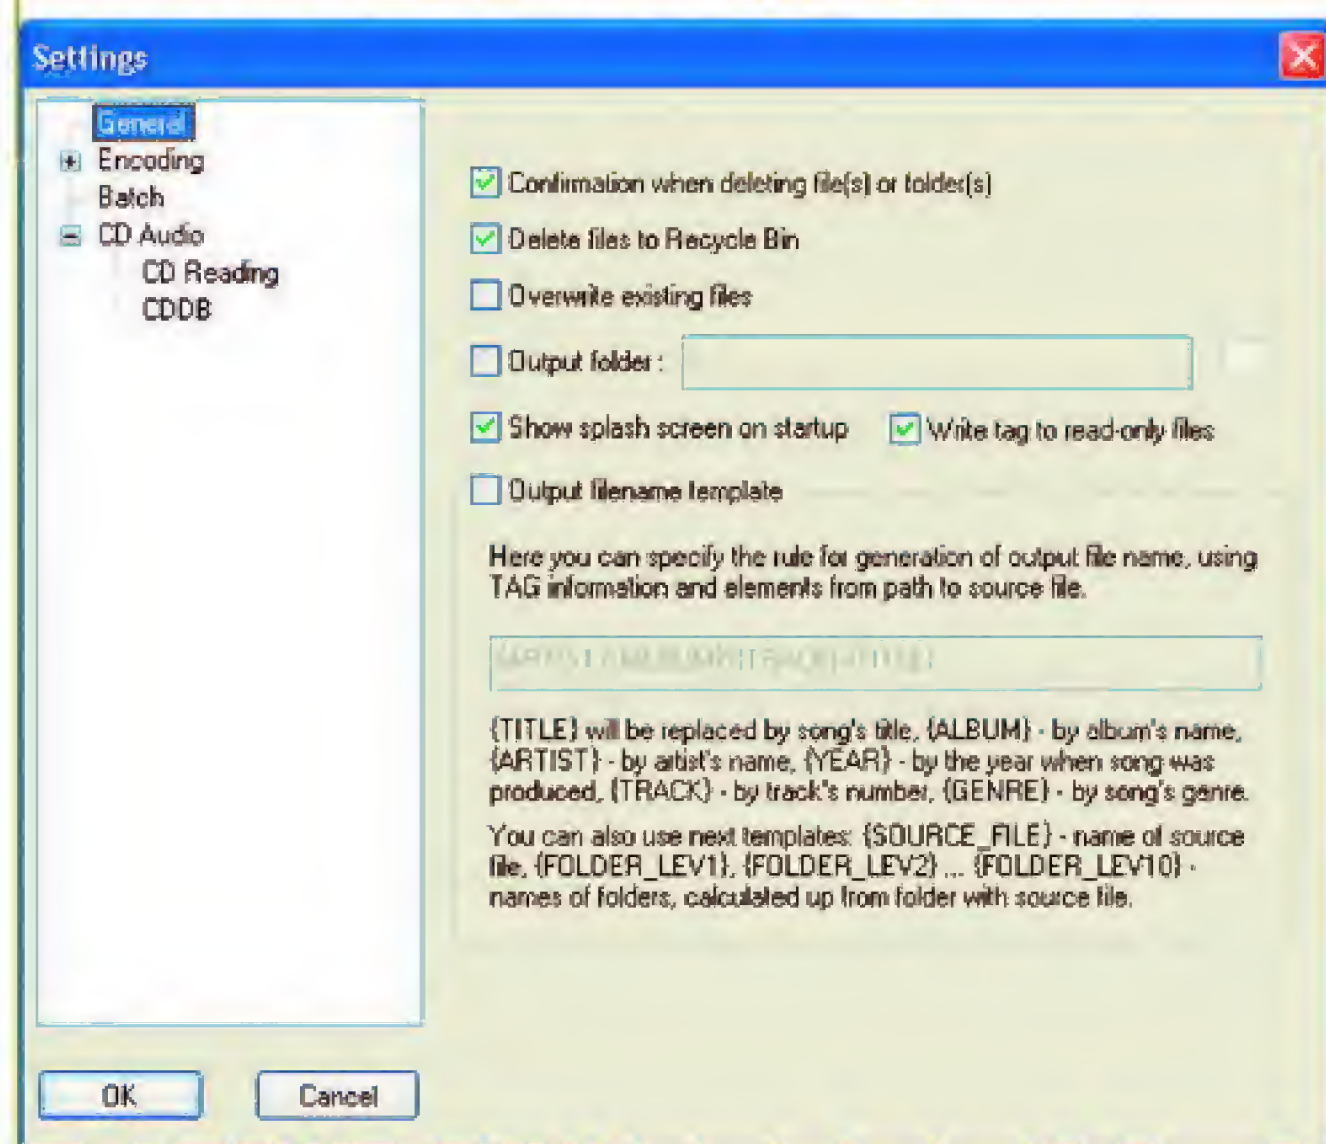 Settings
General
Encoding
Batch
CD Audio
CD Reading
CDDB
Confirmation when deleting file(s) or folder(s)
Delete files to Recycle Bin
Overwrite existing files
Output folder :
Show splash screen on startup
Write tag to read-only files
Output filename template
Here you can specify the rule for generation of output file name, using
TAG information and elements from path to source file.
{TITLE} will be replaced by song's title, {ALBUM} - by album's name,
{ARTIST} - by artist's name, {YEAR} - by the year when song was
produced, {TRACK} - by track's number, {GENRE} - by song's genre.
You can also use next templates: {SOURCE_FILE} - name of source
file, {FOLDER_LEV1}, {FOLDER_LEV2} ... {FOLDER_LEV10} -
names of folders, calculated up from folder with source file.
OK
Cancel